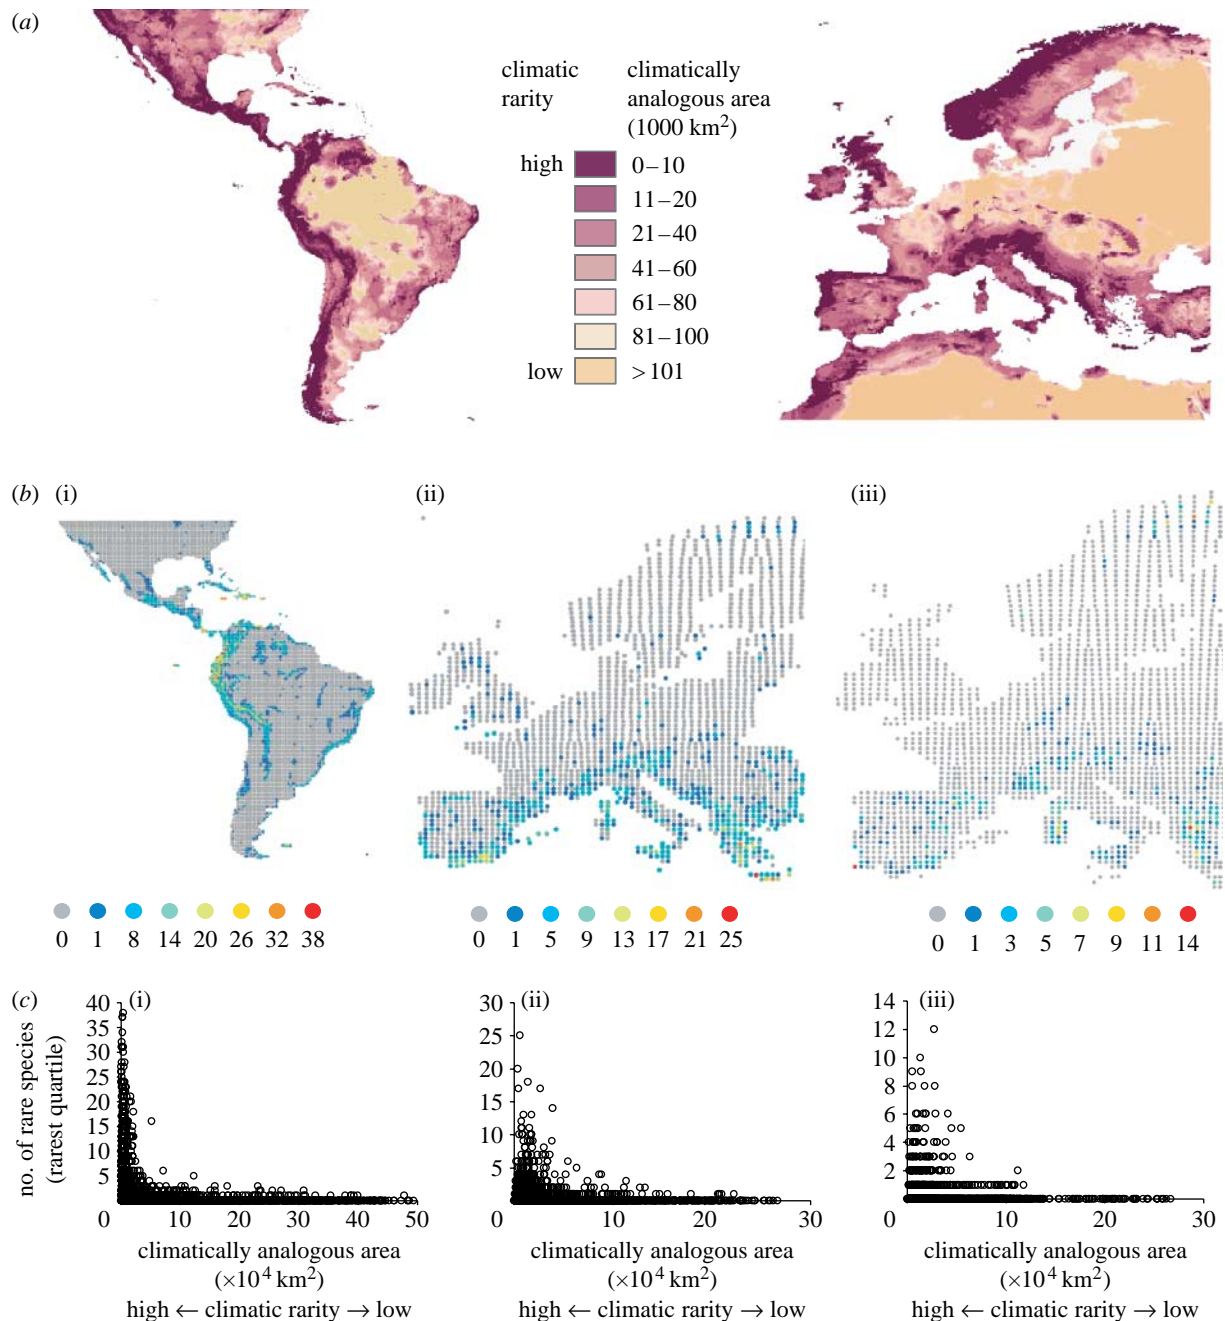 (a)
climatic rarity
climatically analogous area (1000 km²)
high
0–10
11–20
21–40
41–60
61–80
81–100
low
>101
(b) (i)
(ii)
(iii)
0 1 8 14 20 26 32 38
0 1 5 9 13 17 21 25
0 1 3 5 7 9 11 14
(c)
no. of rare species
(rarest quartile)
(i)
40
35
30
25
20
15
10
5
0 10 20 30 40 50
climatically analogous area
(×10⁴ km²)
high ← climatic rarity → low
(ii)
30
25
20
15
10
5
0 10 20 30
climatically analogous area
(×10⁴ km²)
high ← climatic rarity → low
(iii)
14
12
10
8
6
4
2
0 10 20 30
climatically analogous area
(×10⁴ km²)
high ← climatic rarity → low